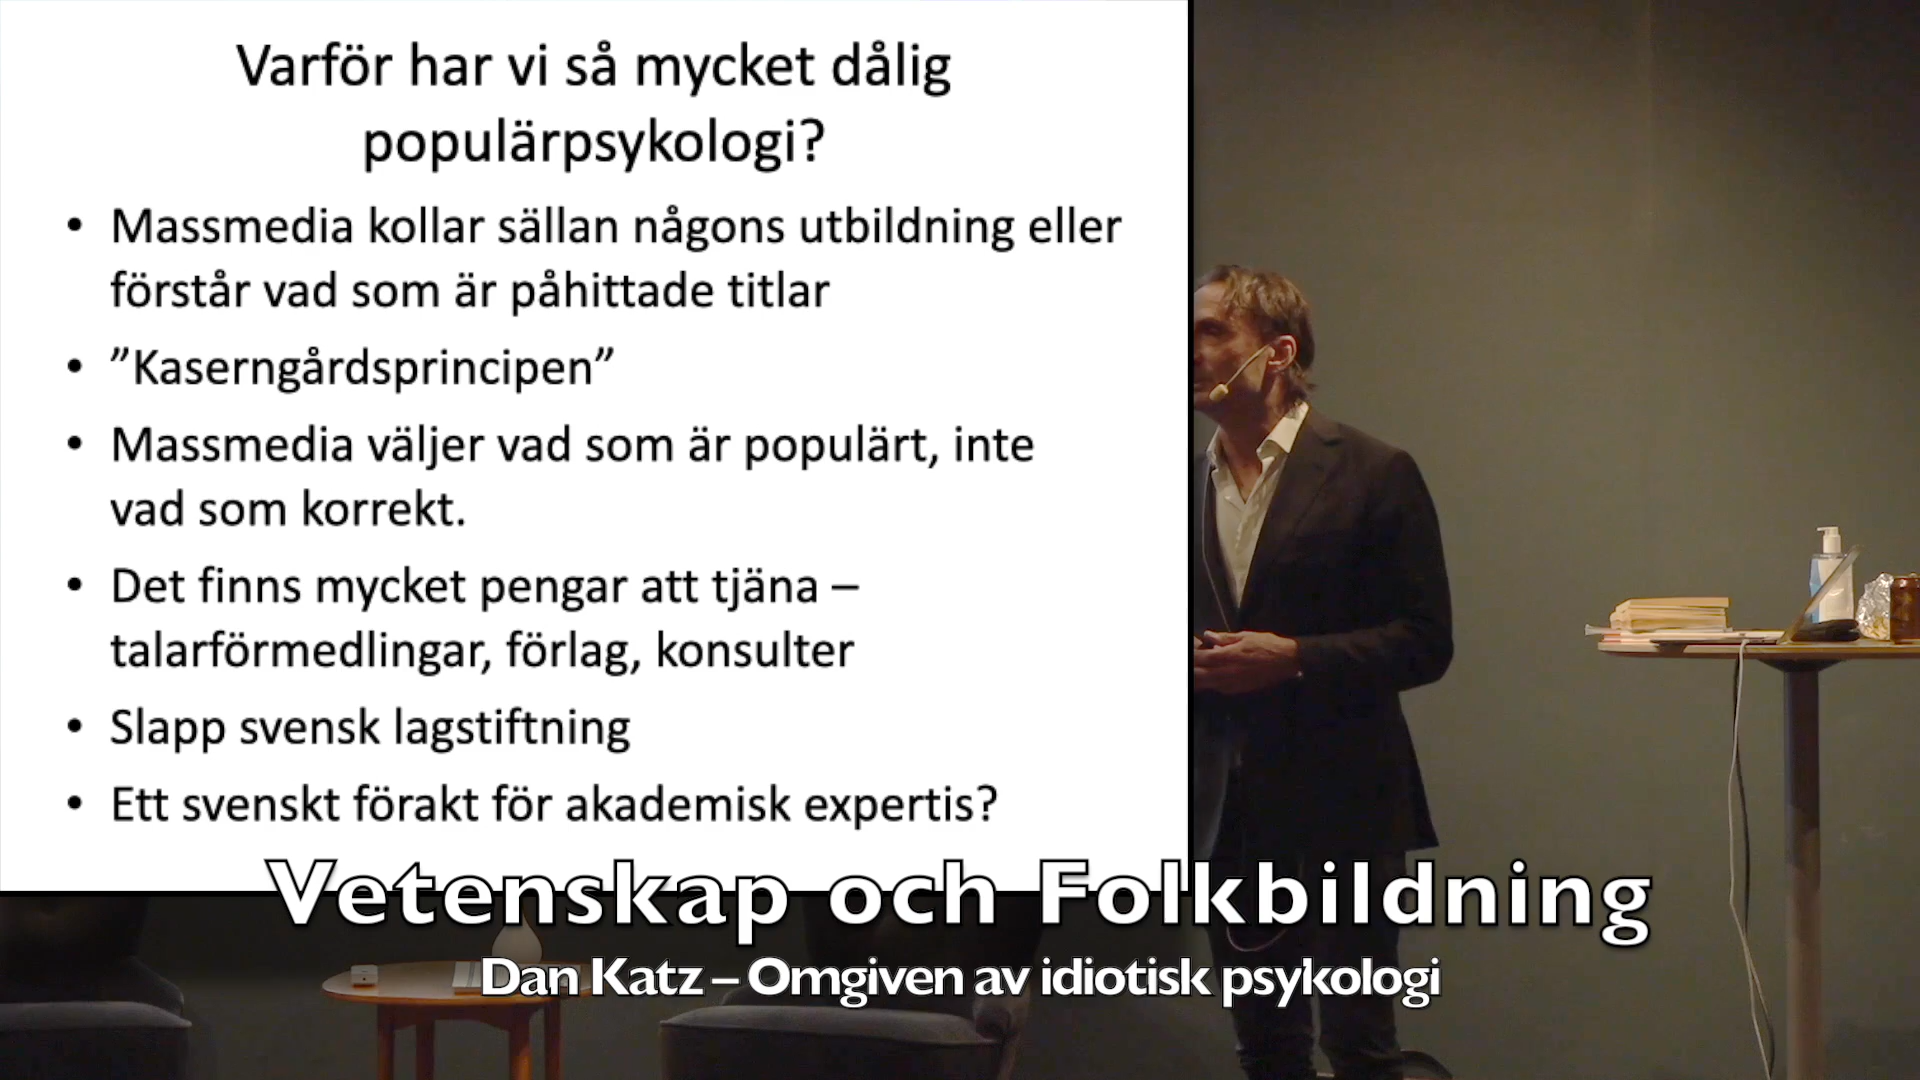 Varför har vi så mycket dålig
populärpsykologi?
• Massmedia kollar sällan någons utbildning eller
förstår vad som är påhittade titlar
• ”Kaserngårdsprincipen”
• Massmedia väljer vad som är populärt, inte
vad som korrekt.
• Det finns mycket pengar att tjäna –
talarförmedlingar, förlag, konsulter
• Slapp svensk lagstiftning
• Ett svenskt förakt för akademisk expertis?
Vetenskap och Folkbildning
Dan Katz – Omgiven av idiotisk psykologi